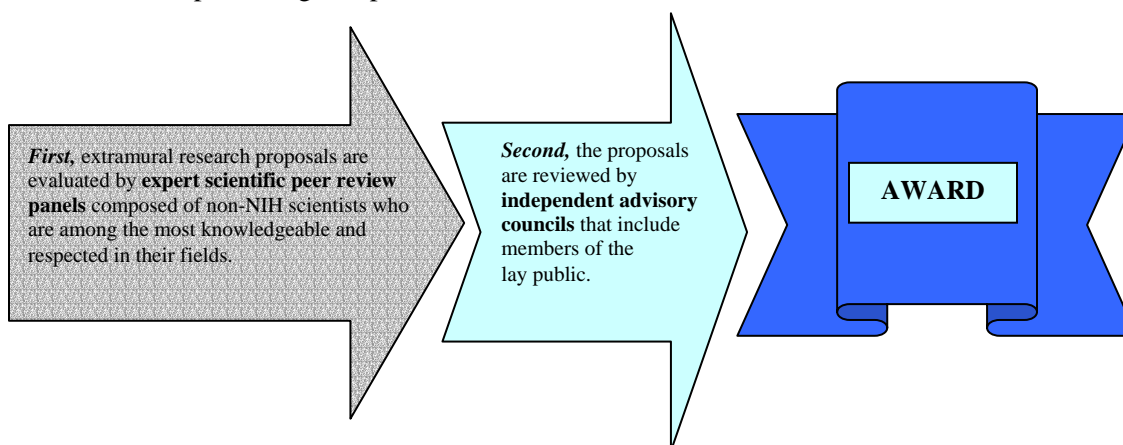 First, extramural research proposals are
evaluated by expert scientific peer review
panels composed of non-NIH scientists who
are among the most knowledgeable and
respected in their fields.
Second, the proposals
are reviewed by
independent advisory
councils that include
members of the
lay public.
AWARD